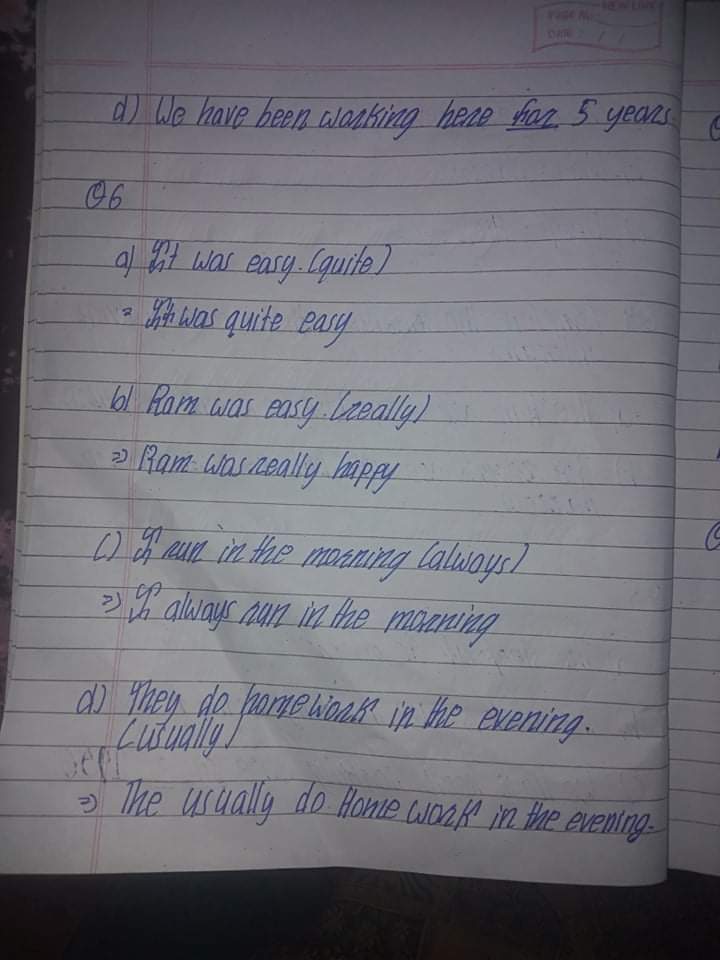 PAGE No.
DATE : / /
d) We have been working here for 5 years.
Q6
a) It was easy. (quite)
= It was quite easy
b) Ram was easy. (really)
=> Ram was really happy
c) I run in the morning (always)
=> I always run in the morning
d) They do homework in the evening.
(usually)
=> The usually do Home work in the evening.